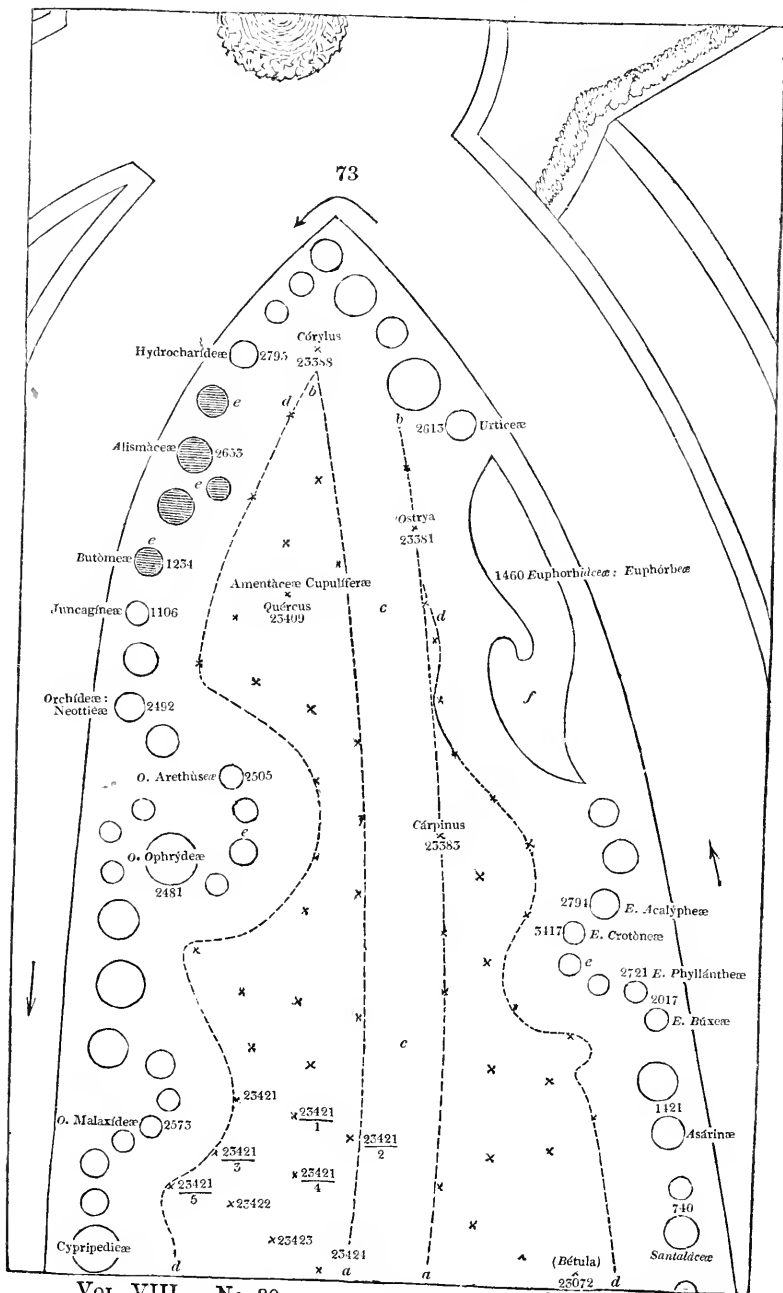 73
Córylus
23388
Hydrocharídeæ 2795
b
d
e
b
2613 Urticeæ
Alismàceæ 2653
e
Ostrya
23381
e
Butòmeæ
1234
1460 Euphorbiàceæ: Euphórbeæ
Amentàceæ Cupulíferæ
Quércus
23409
Juncagíneæ 1106
c
d
f
Orchídeæ:
Neottieæ 2492
O. Arethùseæ 2505
Cárpinus
23383
e
O. Ophrýdeæ
2481
2794 E. Acalýpheæ
3417 E. Crotòneæ
e
2721 E. Phyllántheæ
2017
E. Búxeæ
c
23421
1421
Asárinæ
23421
1
O. Malaxídeæ 2573
23421
2
23421
3
23421
4
23421
5
23422
740
Santalàceæ
23423
Cypripedieæ
23424
(Bétula)
23072
d
a
a
d
Vol. VIII.